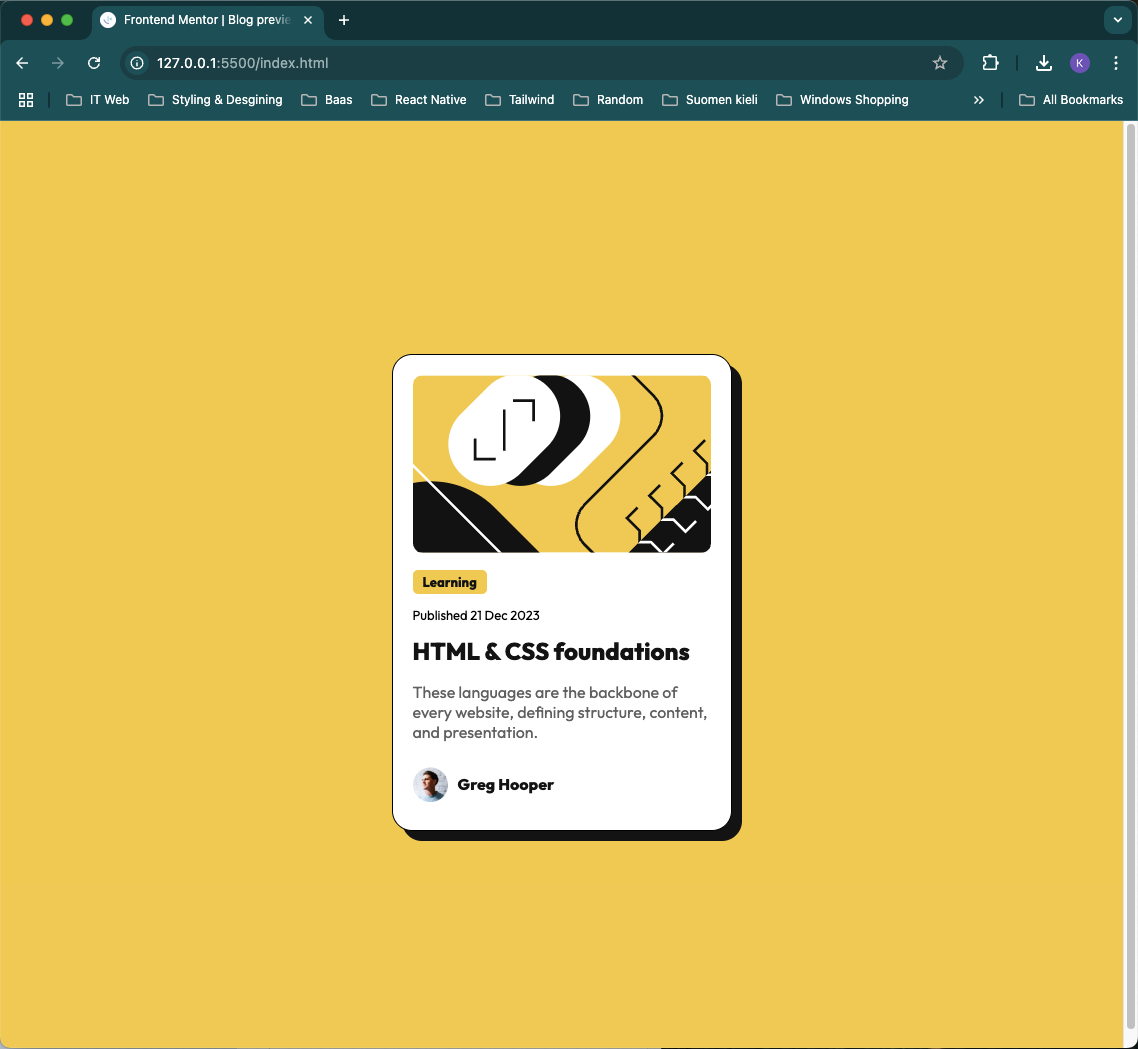 Frontend Mentor | Blog previe
127.0.0.1:5500/index.html
K
IT Web
Styling & Desgining
Baas
React Native
Tailwind
Random
Suomen kieli
Windows Shopping
All Bookmarks
Learning
Published 21 Dec 2023
HTML & CSS foundations
These languages are the backbone of
every website, defining structure, content,
and presentation.
Greg Hooper